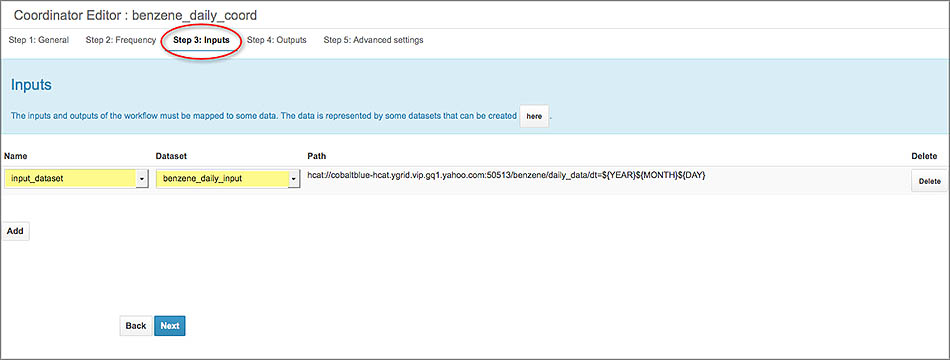 Coordinator Editor : benzene_daily_coord
Step 1: General Step 2: Frequency Step 3: Inputs Step 4: Outputs Step 5: Advanced settings
Inputs
The inputs and outputs of the workflow must be mapped to some data. The data is represented by some datasets that can be created here .
Name Dataset Path Delete
input_dataset benzene_daily_input hcat://cobaltblue-hcat.ygrid.vip.gq1.yahoo.com:50513/benzene/daily_data/dt=${YEAR}${MONTH}${DAY} Delete
Add
Back Next